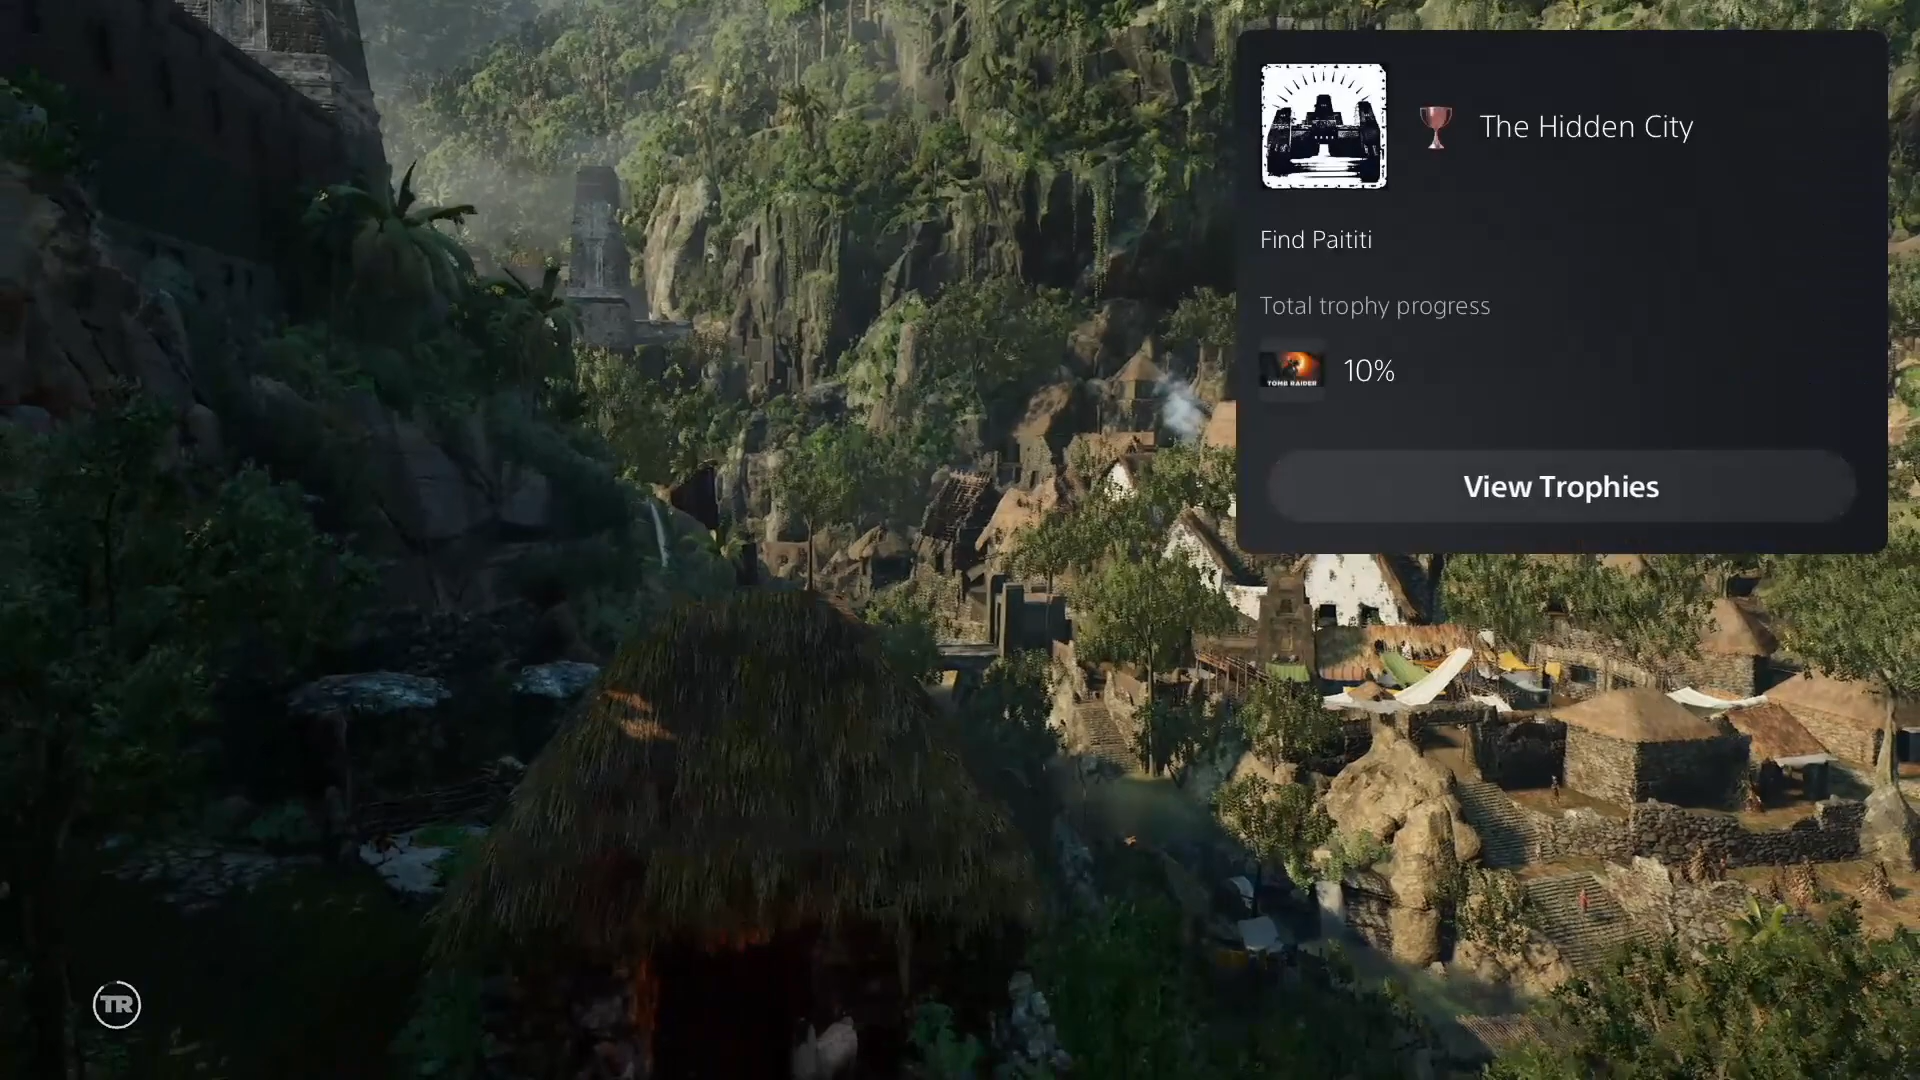 The Hidden City
Find Paititi
Total trophy progress
TOMB RAIDER
10%
View Trophies
TR